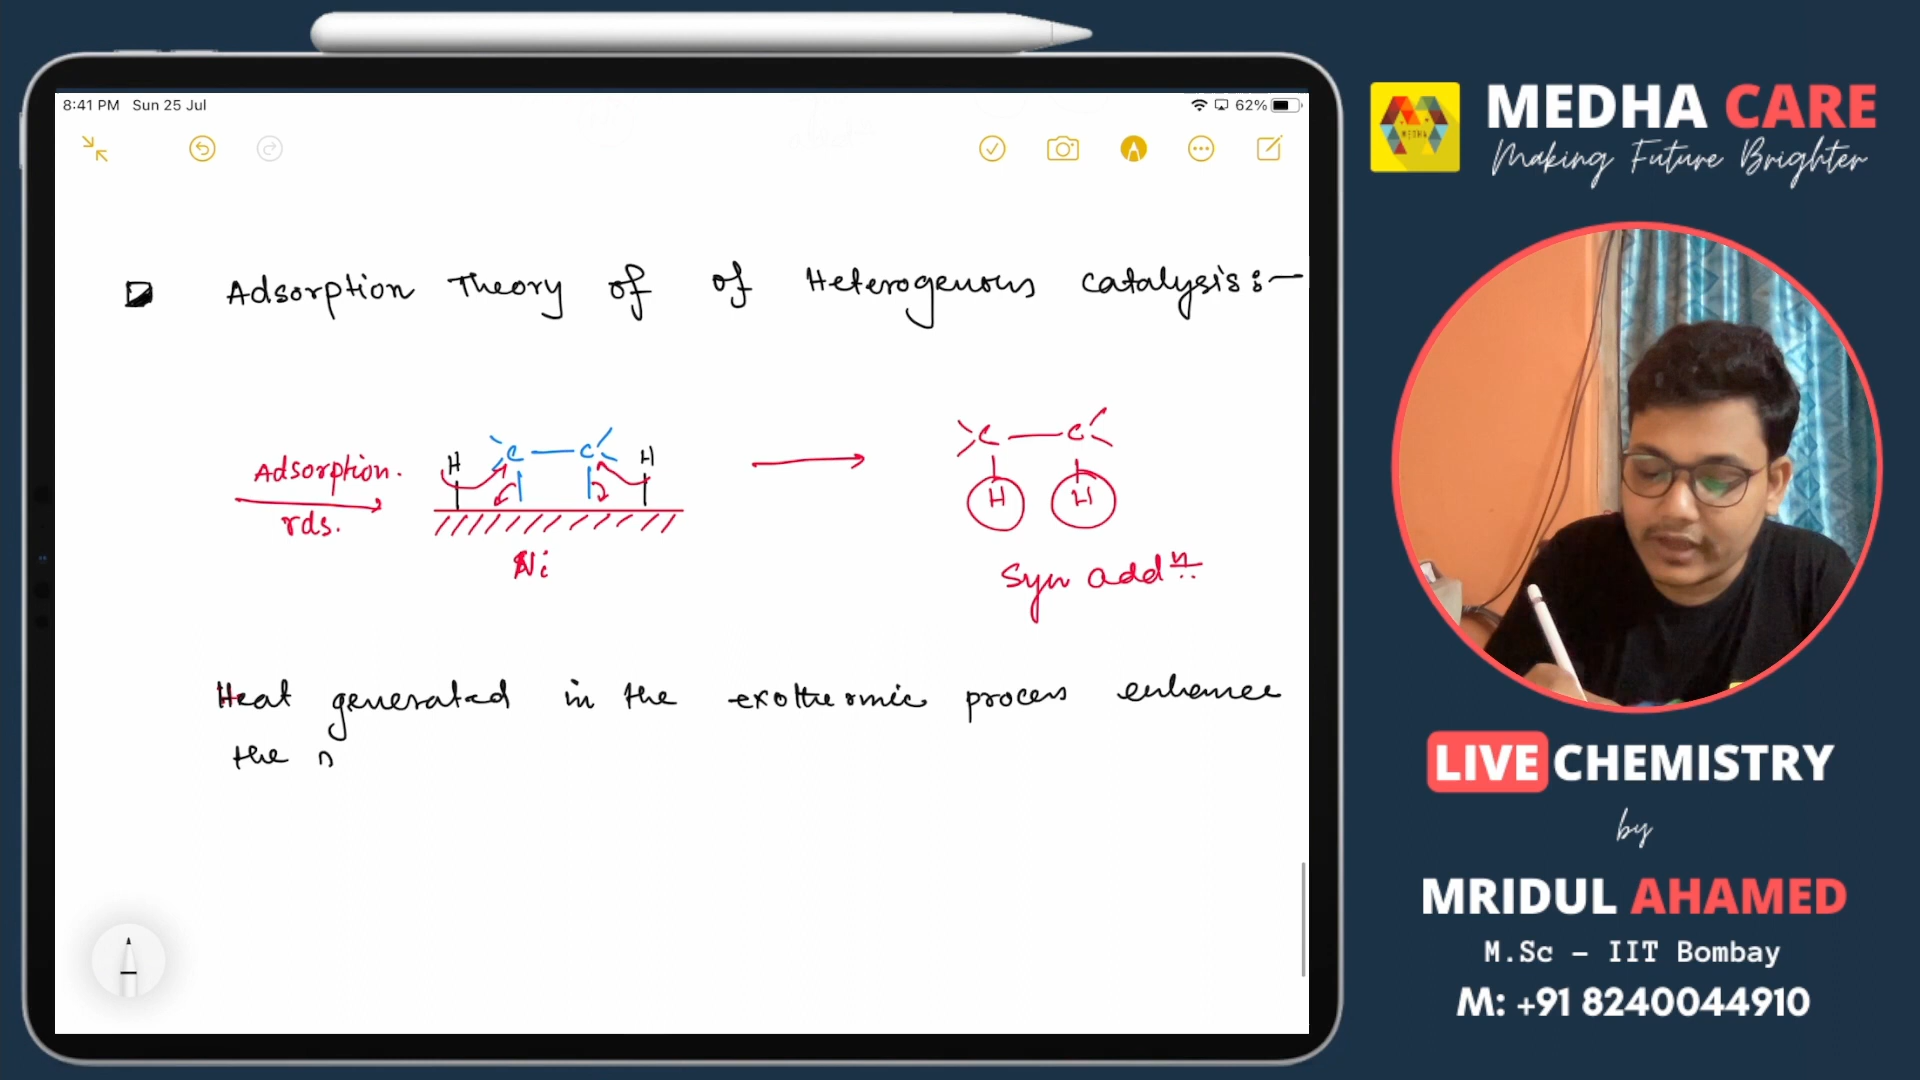 8:41 PM Sun 25 Jul
62%
Adsorption Theory of of Heterogenous catalysis:-
Adsorption.
rds.
H C C H
Ni
C C
H H
Syn addn
Heat generated in the exothermic process enhance
the
MEDHA CARE
Making Future Brighter
MEDHA
LIVE CHEMISTRY
by
MRIDUL AHAMED
M.Sc - IIT Bombay
M: +91 8240044910